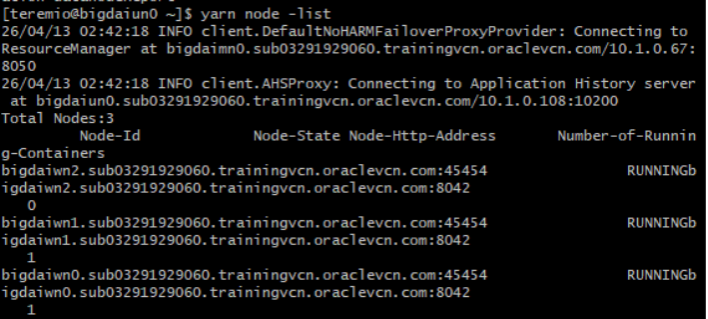 [teremio@bigdaiun0 ~]$ yarn node -list
26/04/13 02:42:18 INFO client.DefaultNoHARMFailoverProxyProvider: Connecting to
ResourceManager at bigdaimn0.sub03291929060.trainingvcn.oraclevcn.com/10.1.0.67:
8050
26/04/13 02:42:18 INFO client.AHSProxy: Connecting to Application History server
at bigdaiun0.sub03291929060.trainingvcn.oraclevcn.com/10.1.0.108:10200
Total Nodes:3
Node-Id Node-State Node-Http-Address Number-of-Runnin
g-Containers
bigdaiwn2.sub03291929060.trainingvcn.oraclevcn.com:45454 RUNNINGb
igdaiwn2.sub03291929060.trainingvcn.oraclevcn.com:8042
0
bigdaiwn1.sub03291929060.trainingvcn.oraclevcn.com:45454 RUNNINGb
igdaiwn1.sub03291929060.trainingvcn.oraclevcn.com:8042
1
bigdaiwn0.sub03291929060.trainingvcn.oraclevcn.com:45454 RUNNINGb
igdaiwn0.sub03291929060.trainingvcn.oraclevcn.com:8042
1